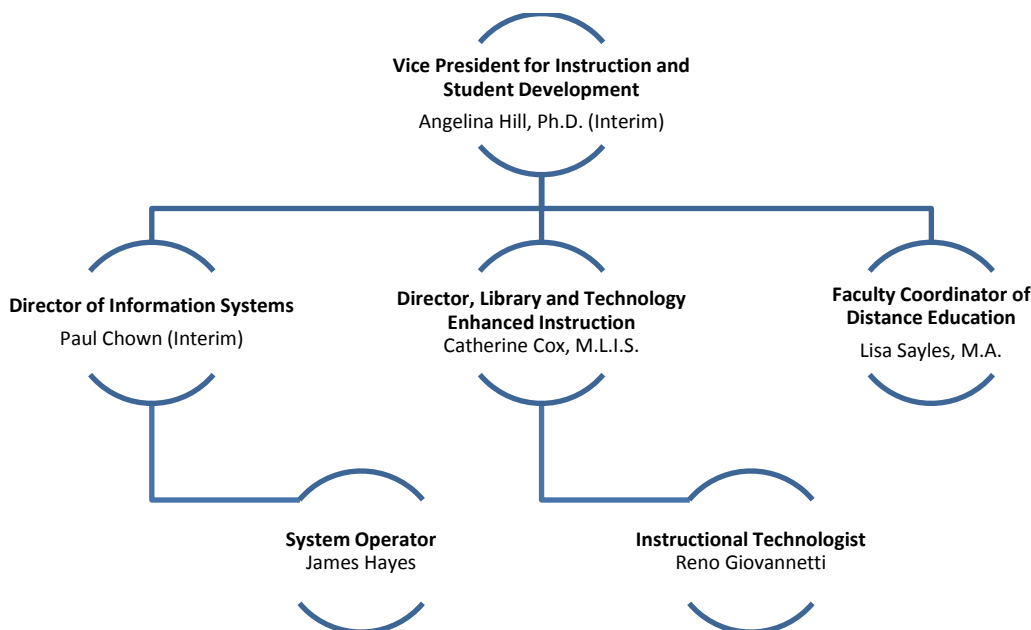 Vice President for Instruction and
Student Development
Angelina Hill, Ph.D. (Interim)
Director of Information Systems
Paul Chown (Interim)
Director, Library and Technology
Enhanced Instruction
Catherine Cox, M.L.I.S.
Faculty Coordinator of
Distance Education
Lisa Sayles, M.A.
System Operator
James Hayes
Instructional Technologist
Reno Giovannetti